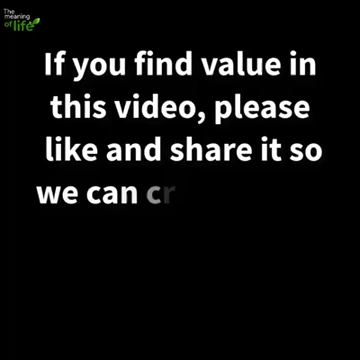 The
meaning
of life
If you find value in
this video, please
like and share it so
we can cr